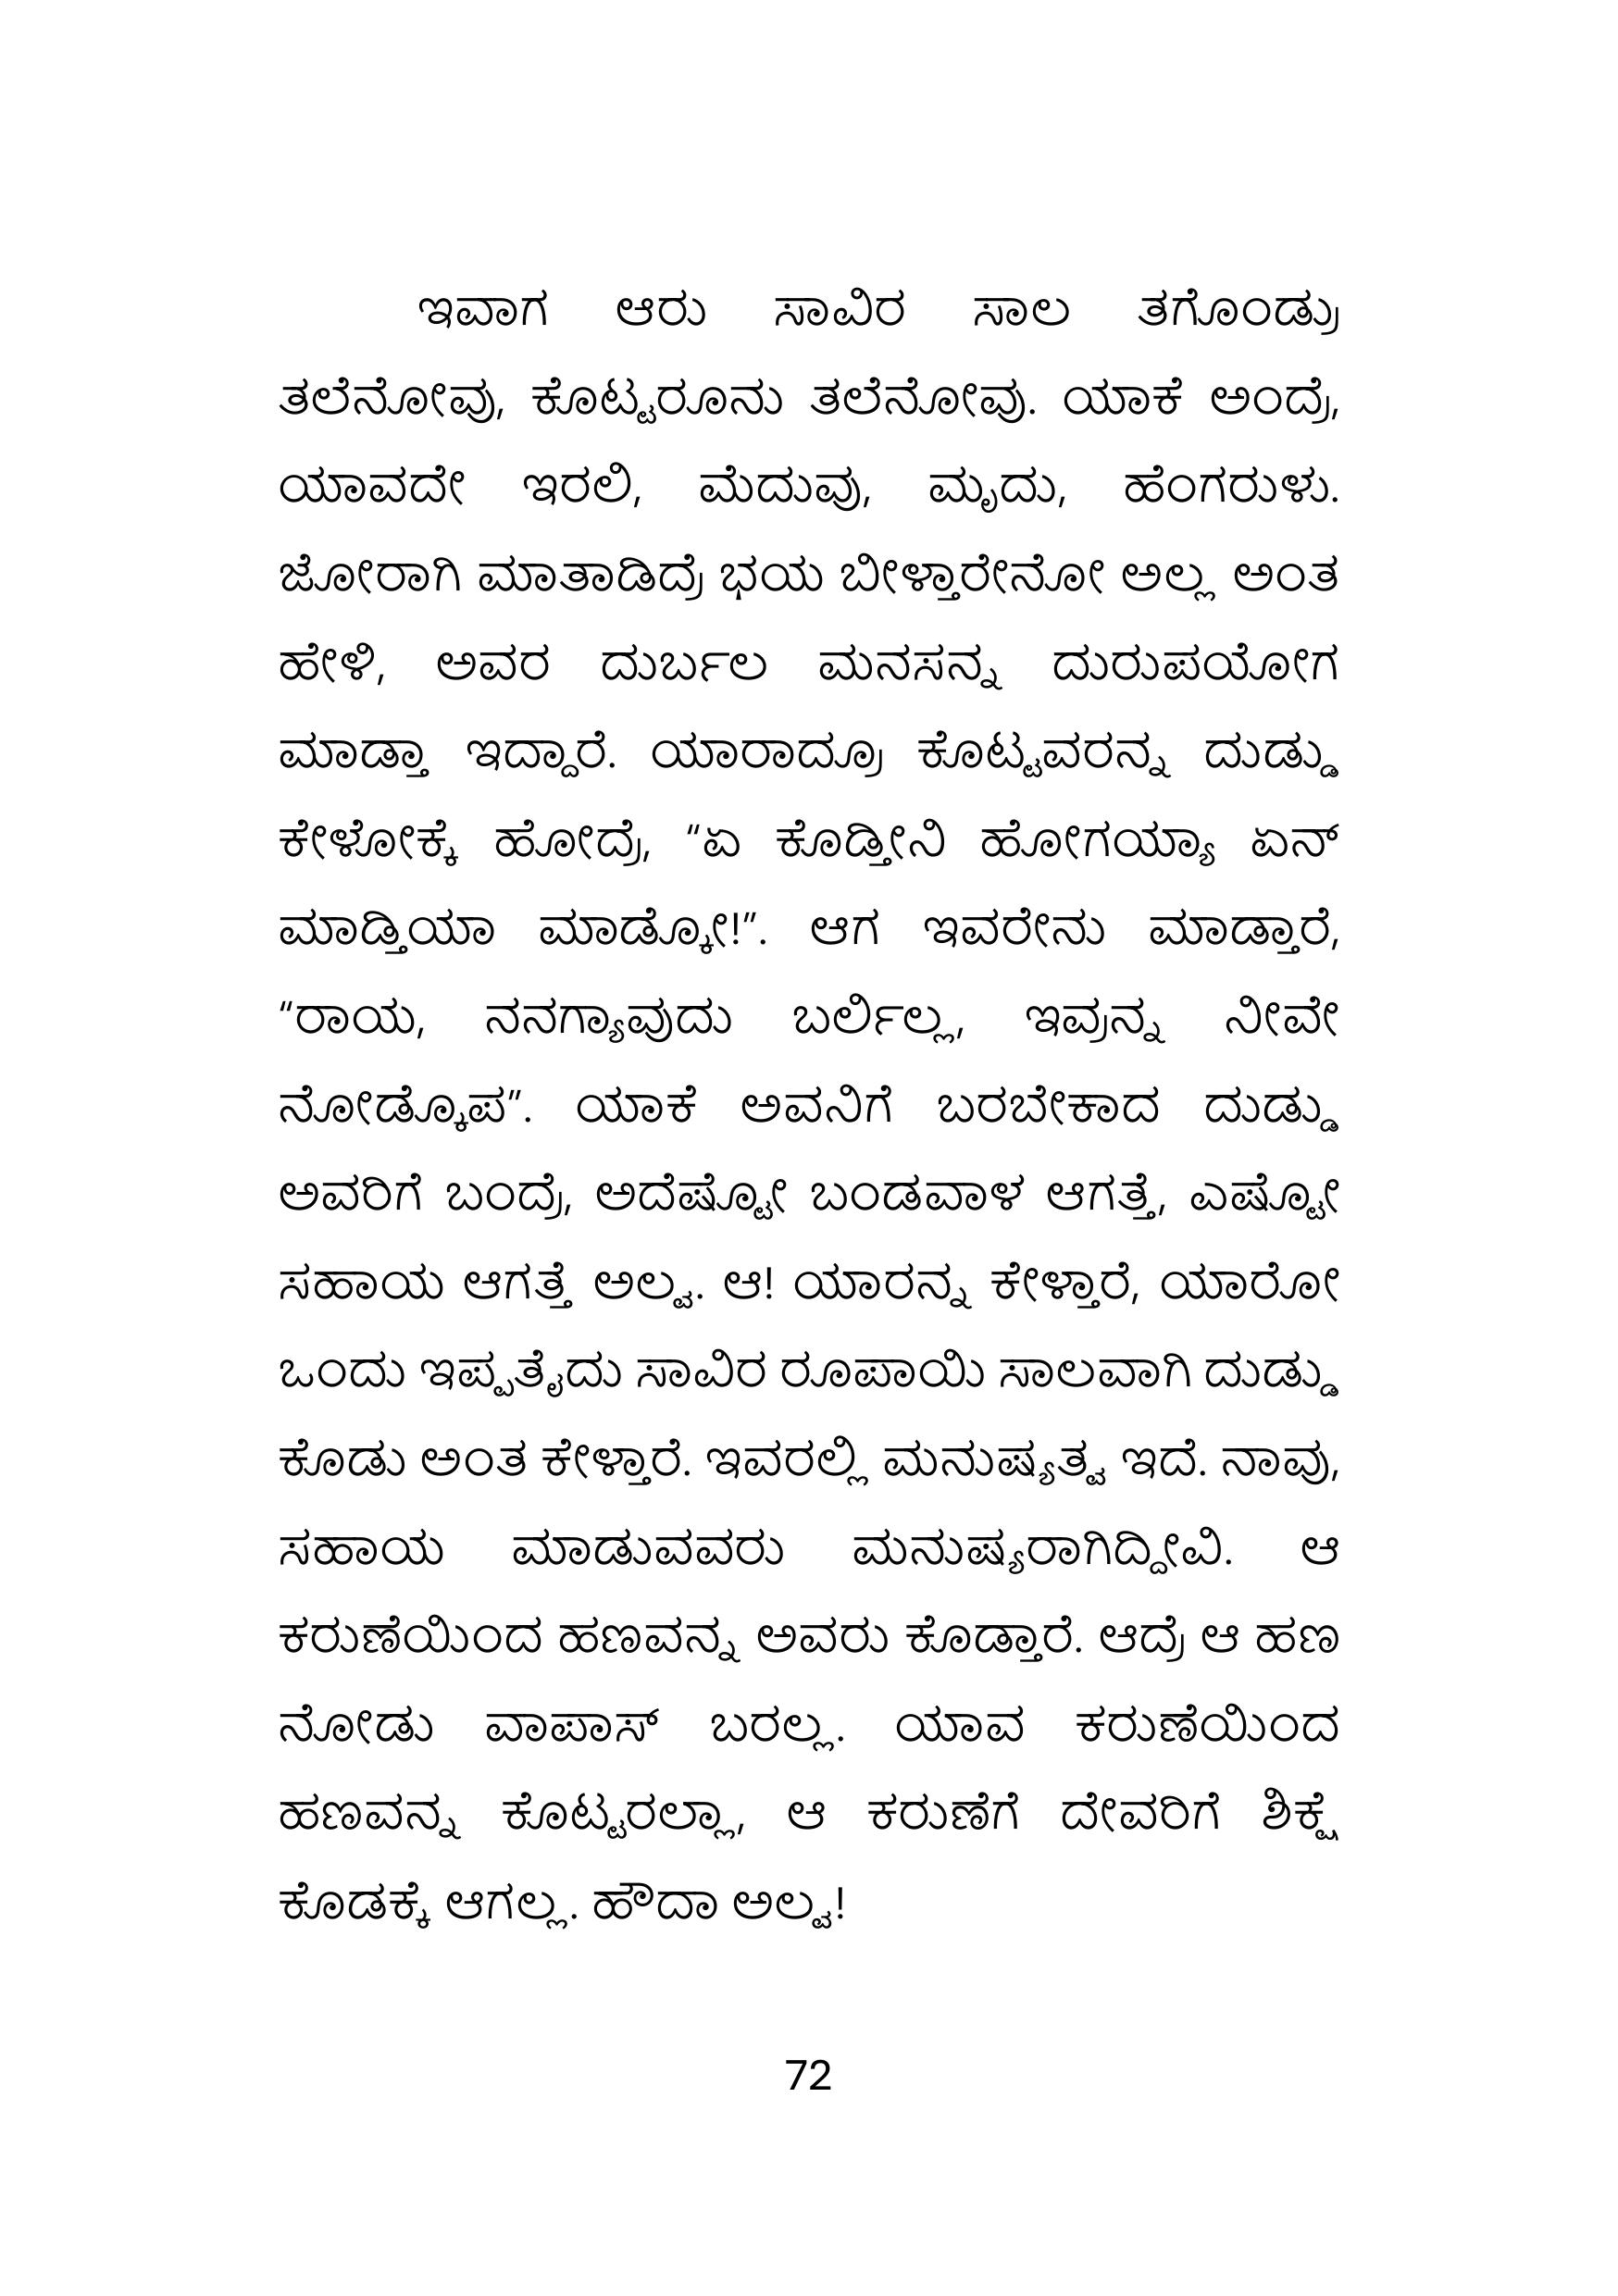 ಇವಾಗ ಆರು ಸಾವಿರ ಸಾಲ ತಗೊಂಡ್ರು
ತಲೆನೋವು, ಕೊಟ್ಟರೂನು ತಲೆನೋವು. ಯಾಕೆ ಅಂದ್ರೆ,
ಯಾವದೇ ಇರಲಿ, ಮೆದುವು, ಮೃದು, ಹೆಂಗರುಳು.
ಜೋರಾಗಿ ಮಾತಾಡಿದ್ರೆ ಭಯ ಬೀಳ್ತಾರೇನೋ ಅಲ್ಲ ಅಂತ
ಹೇಳಿ, ಅವರ ದುರ್ಬಲ ಮನಸನ್ನ ದುರುಪಯೋಗ
ಮಾಡ್ತಾ ಇದ್ದಾರೆ. ಯಾರಾದ್ರೂ ಕೊಟ್ಟವರನ್ನ ದುಡ್ಡು
ಕೇಳೋಕ್ಕೆ ಹೋದ್ರೆ, “ಏ ಕೊಡ್ತೀನಿ ಹೋಗಯ್ಯಾ ಏನ್
ಮಾಡ್ತಿಯಾ ಮಾಡ್ಕೋ!”. ಆಗ ಇವರೇನು ಮಾಡ್ತಾರೆ,
“ರಾಯ, ನನಗ್ಯಾವುದು ಬರ್ಲಿಲ್ಲ, ಇವ್ರನ್ನ ನೀವೇ
ನೋಡ್ಕೊಪ”. ಯಾಕೆ ಅವನಿಗೆ ಬರಬೇಕಾದ ದುಡ್ಡು
ಅವರಿಗೆ ಬಂದ್ರೆ, ಅದೆಷ್ಟೋ ಬಂಡವಾಳ ಆಗತ್ತೆ, ಎಷ್ಟೋ
ಸಹಾಯ ಆಗತ್ತೆ ಅಲ್ವ. ಆ! ಯಾರನ್ನ ಕೇಳ್ತಾರೆ, ಯಾರೋ
ಒಂದು ಇಪ್ಪತೈದು ಸಾವಿರ ರೂಪಾಯಿ ಸಾಲವಾಗಿ ದುಡ್ಡು
ಕೊಡು ಅಂತ ಕೇಳ್ತಾರೆ. ಇವರಲ್ಲಿ ಮನುಷ್ಯತ್ವ ಇದೆ. ನಾವು,
ಸಹಾಯ ಮಾಡುವವರು ಮನುಷ್ಯರಾಗಿದ್ದೀವಿ. ಆ
ಕರುಣೆಯಿಂದ ಹಣವನ್ನ ಅವರು ಕೊಡ್ತಾರೆ. ಆದ್ರೆ ಆ ಹಣ
ನೋಡು ವಾಪಾಸ್ ಬರಲ್ಲ. ಯಾವ ಕರುಣೆಯಿಂದ
ಹಣವನ್ನ ಕೊಟ್ಟರಲ್ಲಾ, ಆ ಕರುಣೆಗೆ ದೇವರಿಗೆ ಶಿಕ್ಷೆ
ಕೊಡಕ್ಕೆ ಆಗಲ್ಲ. ಹೌದಾ ಅಲ್ವ!
72